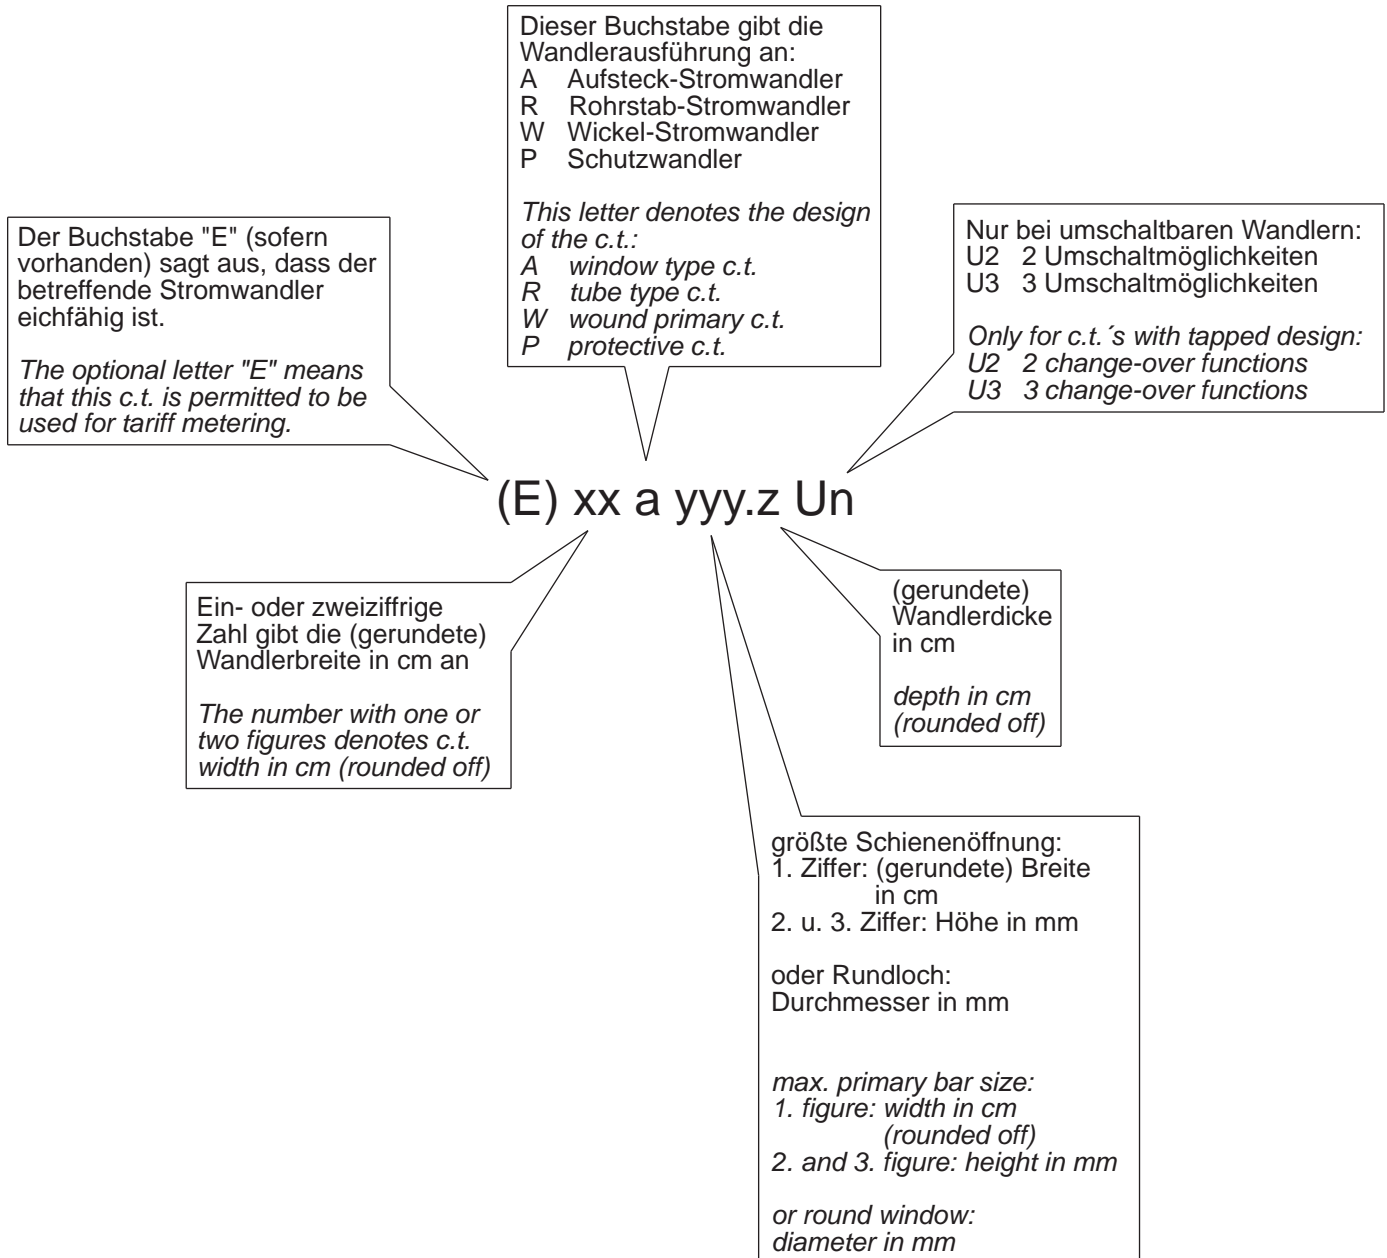 Dieser Buchstabe gibt die
Wandlerausführung an:
A Aufsteck-Stromwandler
R Rohrstab-Stromwandler
W Wickel-Stromwandler
P Schutzwandler
This letter denotes the design
of the c.t.:
A window type c.t.
R tube type c.t.
W wound primary c.t.
P protective c.t.
Der Buchstabe "E" (sofern
vorhanden) sagt aus, dass der
betreffende Stromwandler
eichfähig ist.
The optional letter "E" means
that this c.t. is permitted to be
used for tariff metering.
Nur bei umschaltbaren Wandlern:
U2 2 Umschaltmöglichkeiten
U3 3 Umschaltmöglichkeiten
Only for c.t.´s with tapped design:
U2 2 change-over functions
U3 3 change-over functions
(E) xx a yyy.z Un
Ein- oder zweiziffrige
Zahl gibt die (gerundete)
Wandlerbreite in cm an
The number with one or
two figures denotes c.t.
width in cm (rounded off)
(gerundete)
Wandlerdicke
in cm
depth in cm
(rounded off)
größte Schienenöffnung:
1. Ziffer: (gerundete) Breite
in cm
2. u. 3. Ziffer: Höhe in mm
oder Rundloch:
Durchmesser in mm
max. primary bar size:
1. figure: width in cm
(rounded off)
2. and 3. figure: height in mm
or round window:
diameter in mm